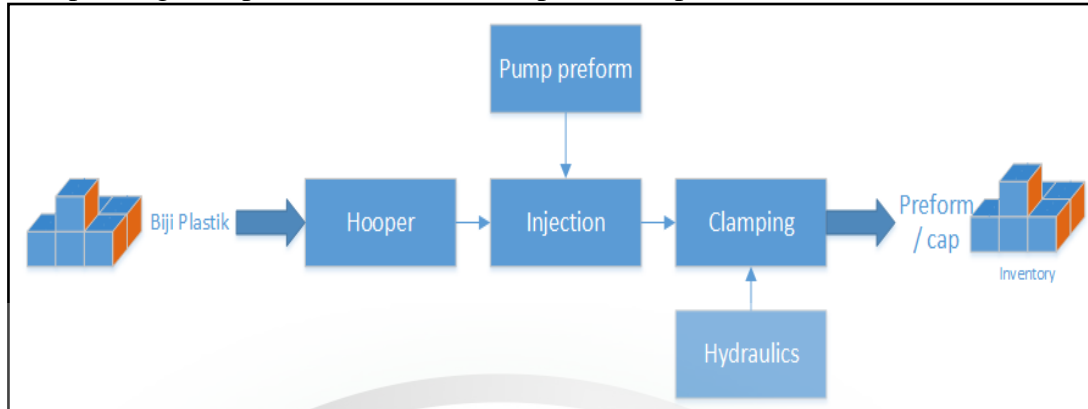 Pump preform
Biji Plastik
Hooper
Injection
Clamping
Preform
/ cap
Inventory
Hydraulics